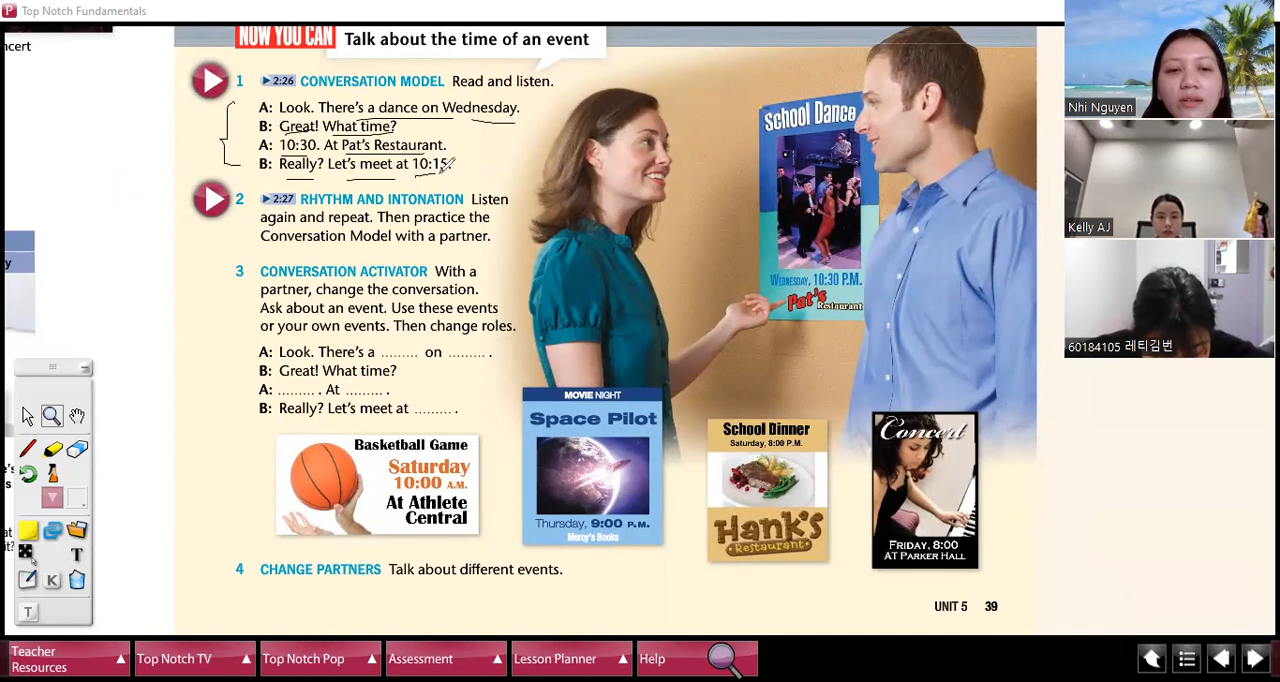 Top Notch Fundamentals
ncert
NOW YOU CAN Talk about the time of an event
1 2:26 CONVERSATION MODEL Read and listen.
A: Look. There's a dance on Wednesday.
B: Great! What time?
A: 10:30. At Pat's Restaurant.
B: Really? Let's meet at 10:15.
2 2:27 RHYTHM AND INTONATION Listen
again and repeat. Then practice the
Conversation Model with a partner.
3 CONVERSATION ACTIVATOR With a
partner, change the conversation.
Ask about an event. Use these events
or your own events. Then change roles.
A: Look. There's a ......... on ......... .
B: Great! What time?
A: ......... . At ......... .
B: Really? Let's meet at ......... .
School Dance
WEDNESDAY, 10:30 P.M.
Pat's
Restaurant
Basketball Game
Saturday
10:00 A.M.
At Athlete
Central
MOVIE NIGHT
Space Pilot
Thursday, 9:00 P.M.
Mercy's Books
School Dinner
Saturday, 8:00 P.M.
Hank's
Restaurant
Concert
FRIDAY, 8:00
AT PARKER HALL
4 CHANGE PARTNERS Talk about different events.
UNIT 5 39
Nhi Nguyen
Kelly AJ
60184105 레티김번
T
K
T
Teacher
Resources
Top Notch TV
Top Notch Pop
Assessment
Lesson Planner
Help